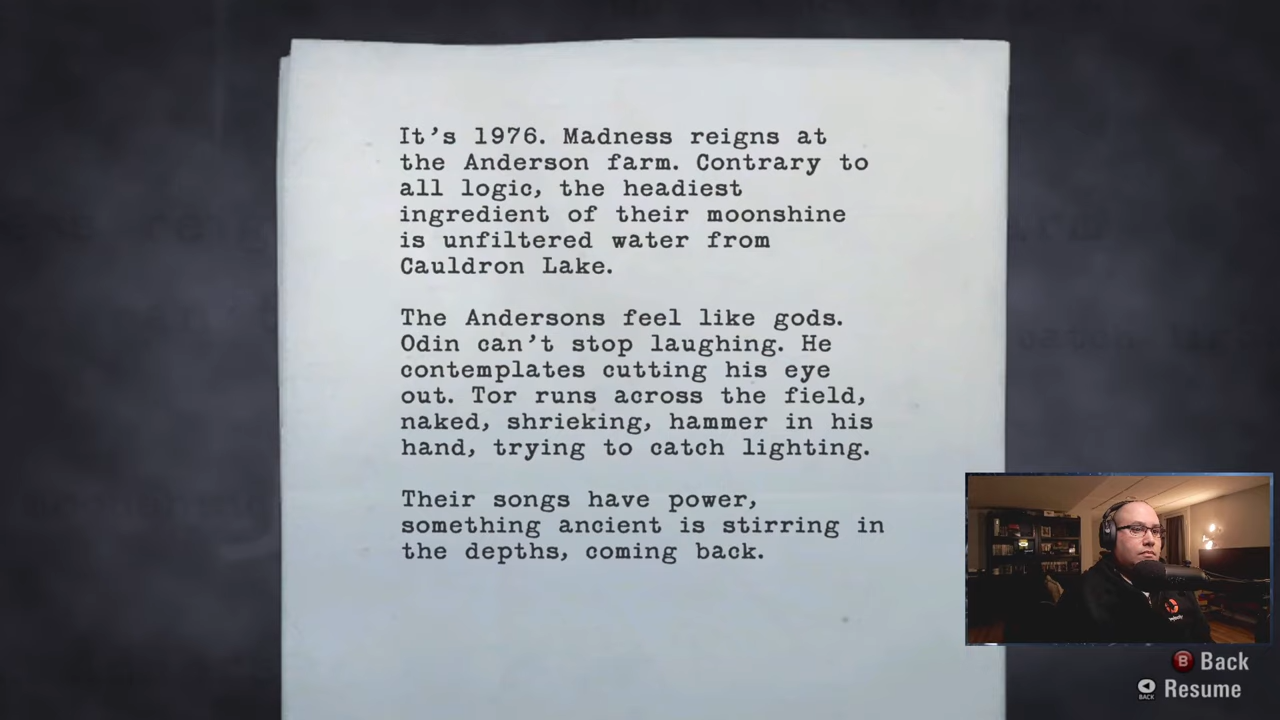 It's 1976. Madness reigns at
the Anderson farm. Contrary to
all logic, the headiest
ingredient of their moonshine
is unfiltered water from
Cauldron Lake.
The Andersons feel like gods.
Odin can't stop laughing. He
contemplates cutting his eye
out. Tor runs across the field,
naked, shrieking, hammer in his
hand, trying to catch lighting.
Their songs have power,
something ancient is stirring in
the depths, coming back.
B Back
BACK Resume